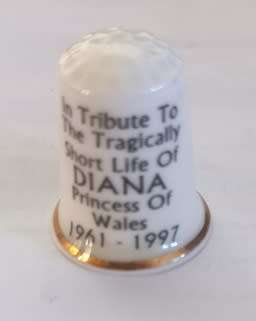 In Tribute To
The Tragically
Short Life Of
DIANA
Princess Of
Wales
1961 - 1997